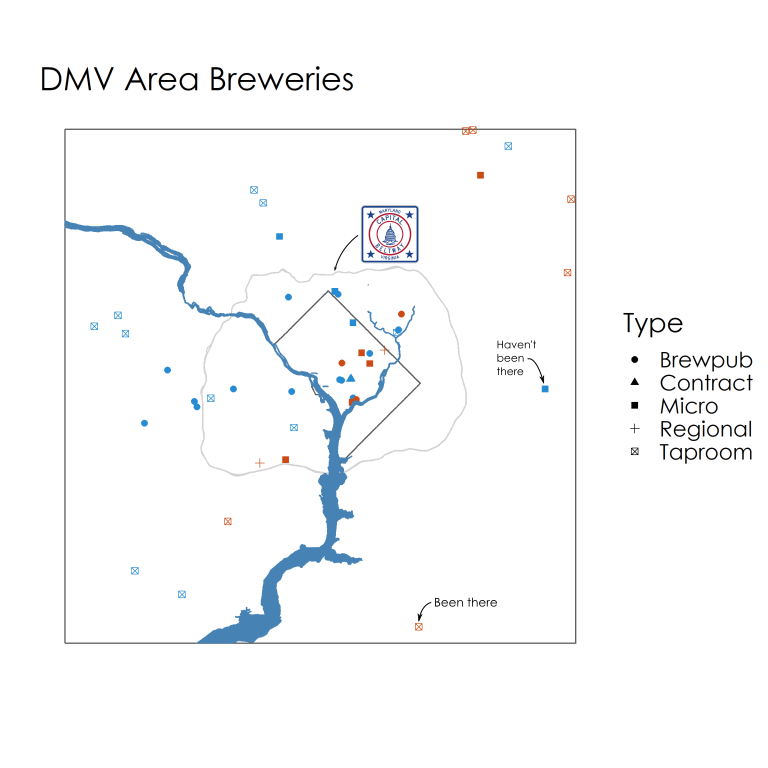 DMV Area Breweries
MARYLAND
CAPITAL
BELTWAY
VIRGINIA
Haven't
been
there
Been there
Type
Brewpub
Contract
Micro
Regional
Taproom